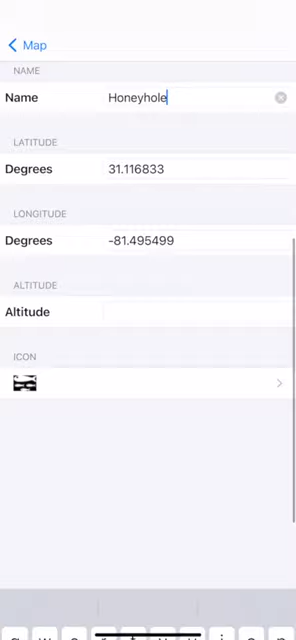 Map
NAME
Name Honeyhole
LATITUDE
Degrees 31.116833
LONGITUDE
Degrees -81.495499
ALTITUDE
Altitude
ICON